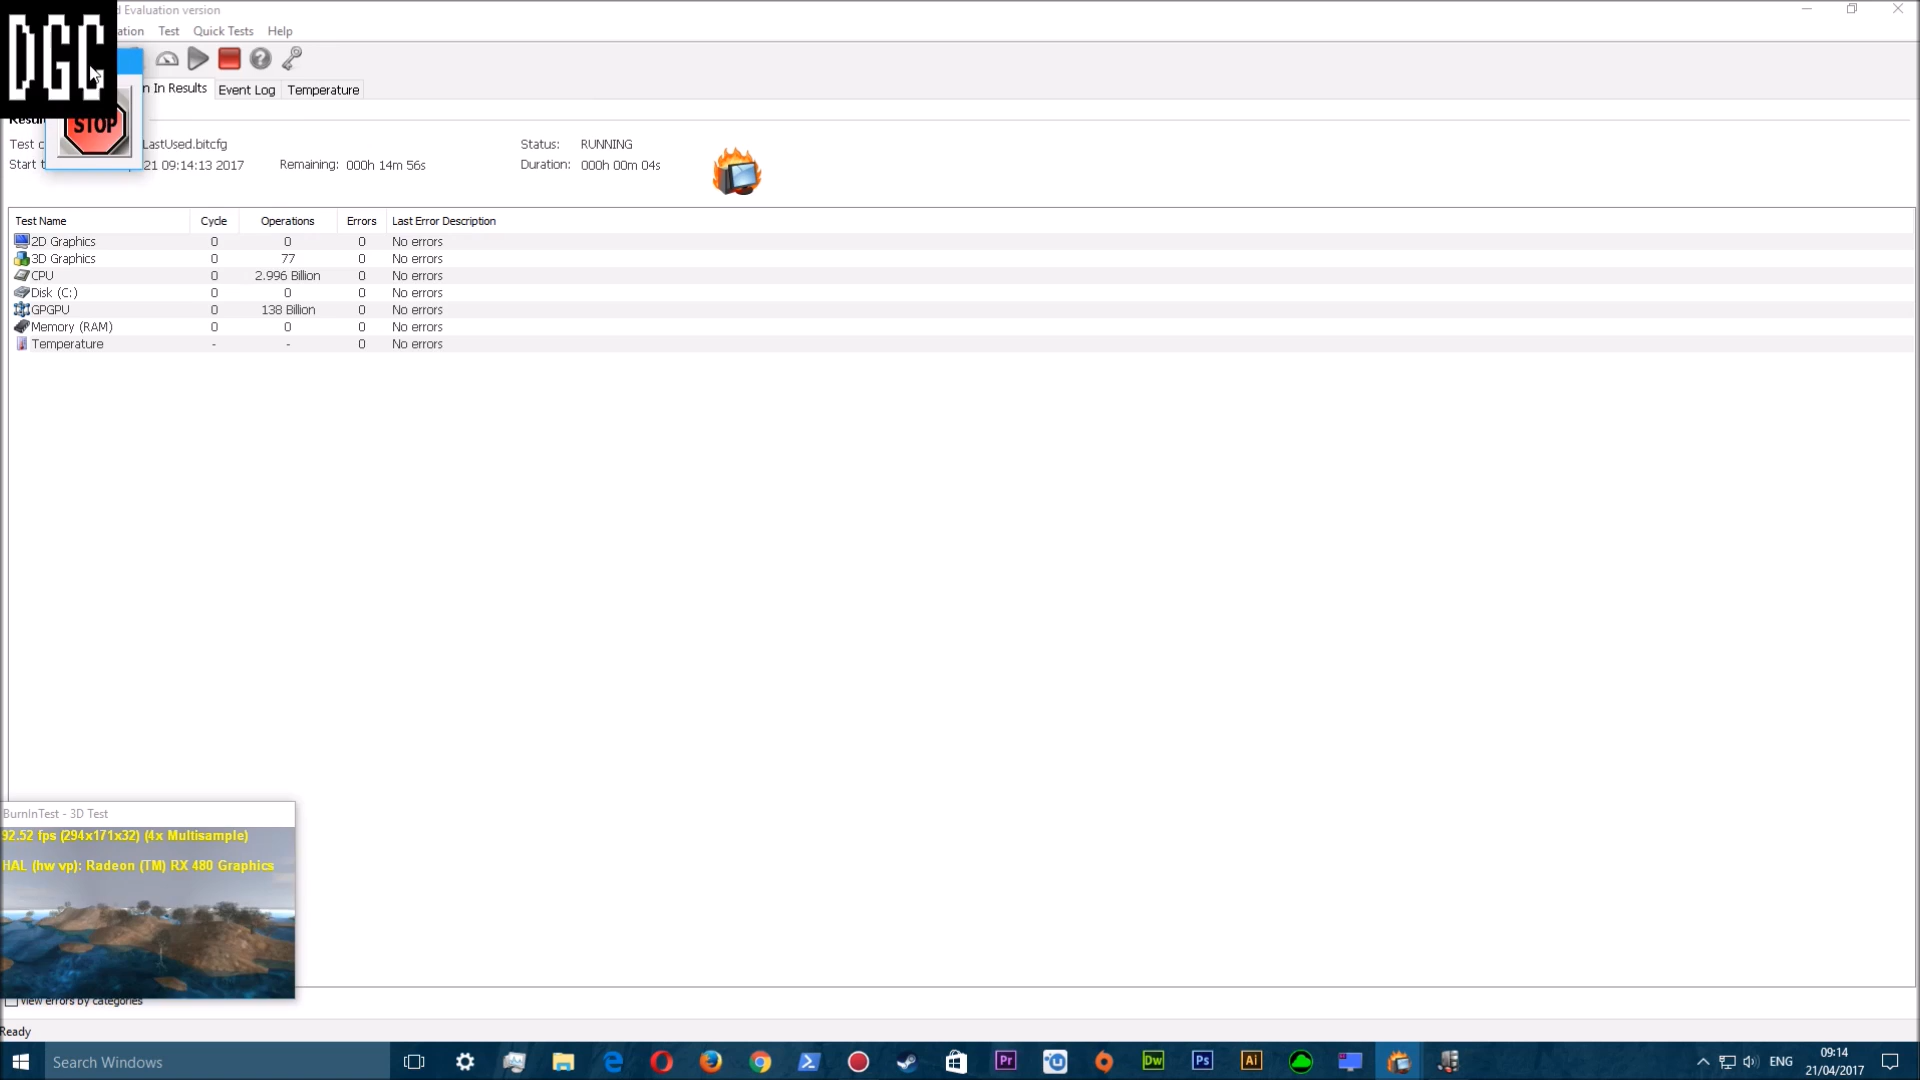 d Evaluation version
ation Test Quick Tests Help
DGC
n In Results Event Log Temperature
STOP
Test c LastUsed.bitcfg Status: RUNNING
Start t 21 09:14:13 2017 Remaining: 000h 14m 56s Duration: 000h 00m 04s
Test Name Cycle Operations Errors Last Error Description
2D Graphics 0 0 0 No errors
3D Graphics 0 77 0 No errors
CPU 0 2.996 Billion 0 No errors
Disk (C:) 0 0 0 No errors
GPGPU 0 138 Billion 0 No errors
Memory (RAM) 0 0 0 No errors
Temperature - - 0 No errors
BurnInTest - 3D Test
92.52 fps (294x171x32) (4x Multisample)
HAL (hw vp): Radeon (TM) RX 480 Graphics
View errors by categories
Ready
Search Windows Pr Dw Ps Ai ENG 09:14
21/04/2017